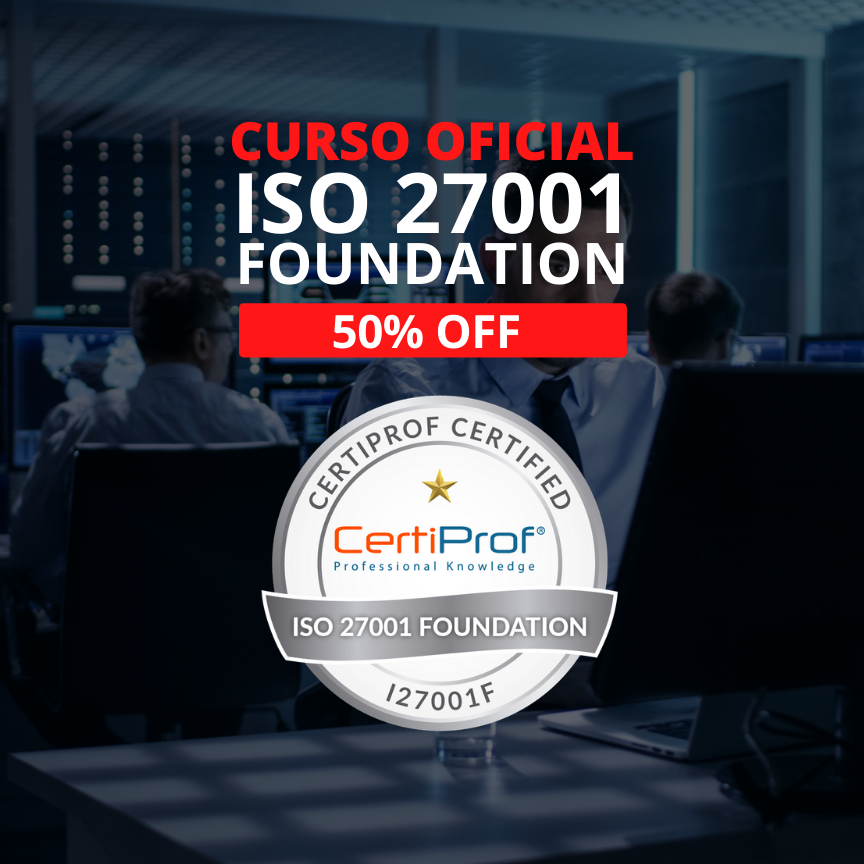 CURSO OFICIAL
ISO 27001
FOUNDATION
50% OFF
CERTIPROF CERTIFIED
CertiProf®
Professional Knowledge
ISO 27001 FOUNDATION
I27001F